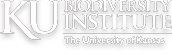 KU BIODIVERSITY
INSTITUTE
The University of Kansas